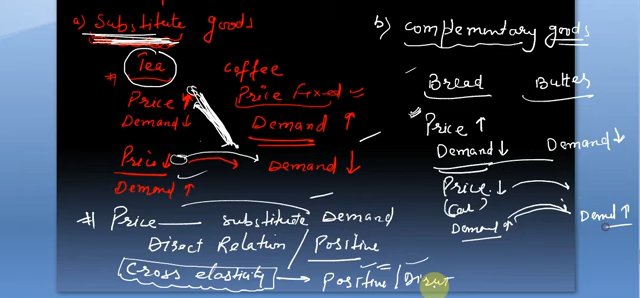 a) Substitute goods
Tea
Coffee
# Price ↑
Price fixed
Demand ↓
Demand ↑
Price ↓
Demand ↓
Demand ↑
# Price — substitute Demand
Direct Relation / Positive
Cross elasticity → Positive / Direct
b) complementary goods
Bread Butter
Price ↑
Demand ↓ Demand ↓
Price ↓
Demand ↑ Demand ↑